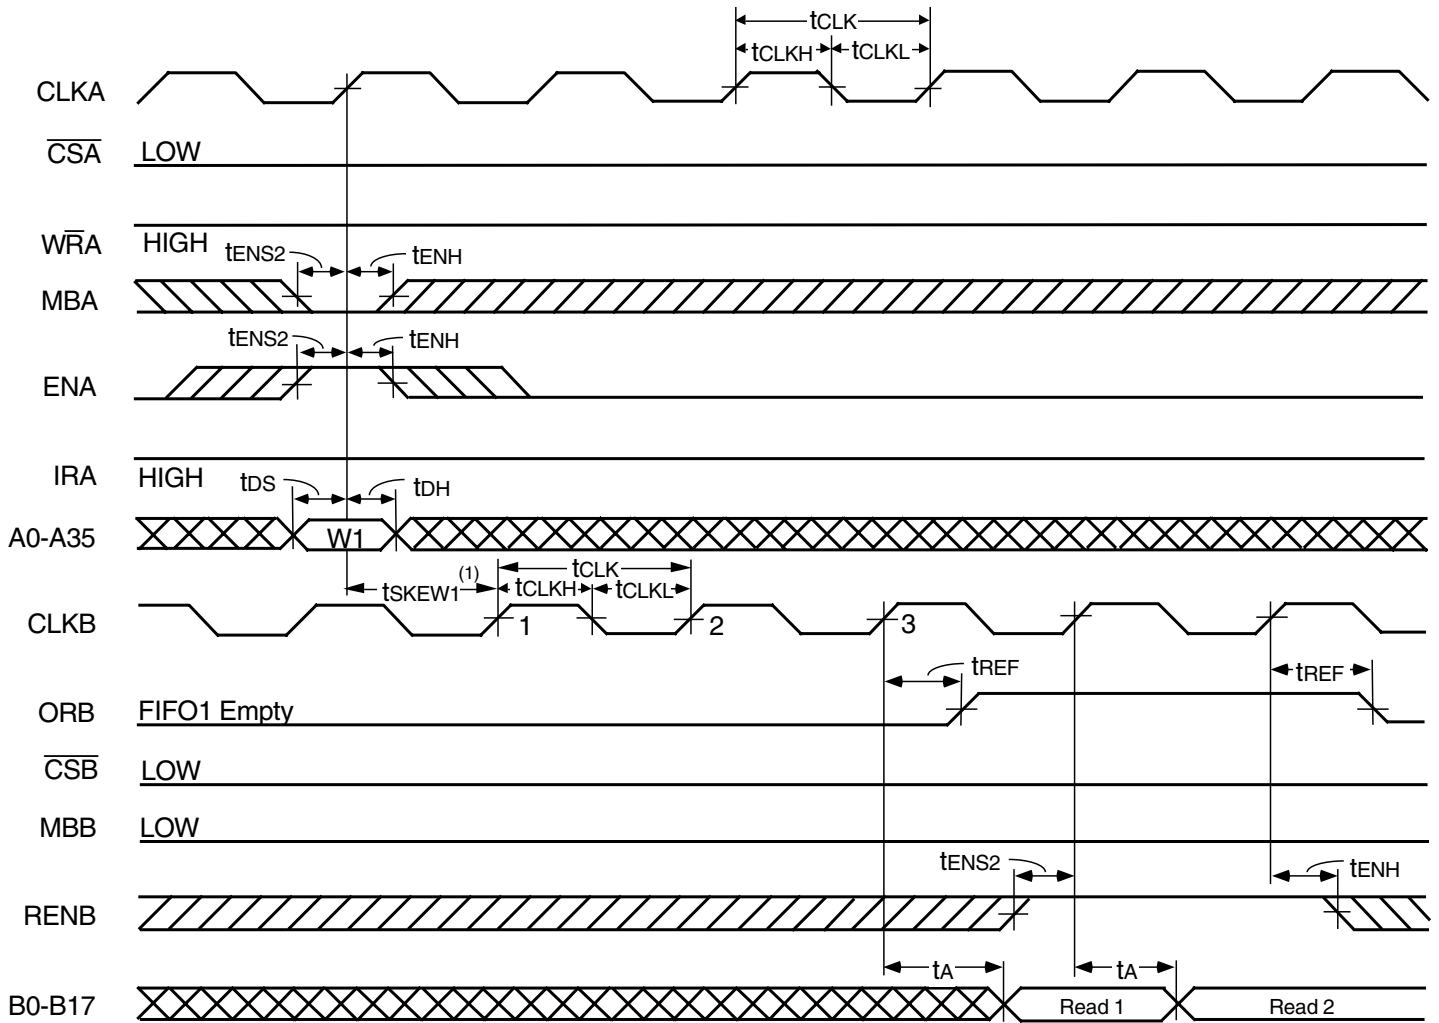 tCLK
tCLKH tCLKL
CLKA
CSA LOW
WRA HIGH
tENS2 tENH
MBA
tENS2 tENH
ENA
IRA HIGH
tDS tDH
A0-A35 W1
tSKEW1(1) tCLK
tCLKH tCLKL
CLKB 1 2 3
tREF tREF
ORB FIFO1 Empty
CSB LOW
MBB LOW
tENS2 tENH
RENB
tA tA
B0-B17 Read 1 Read 2